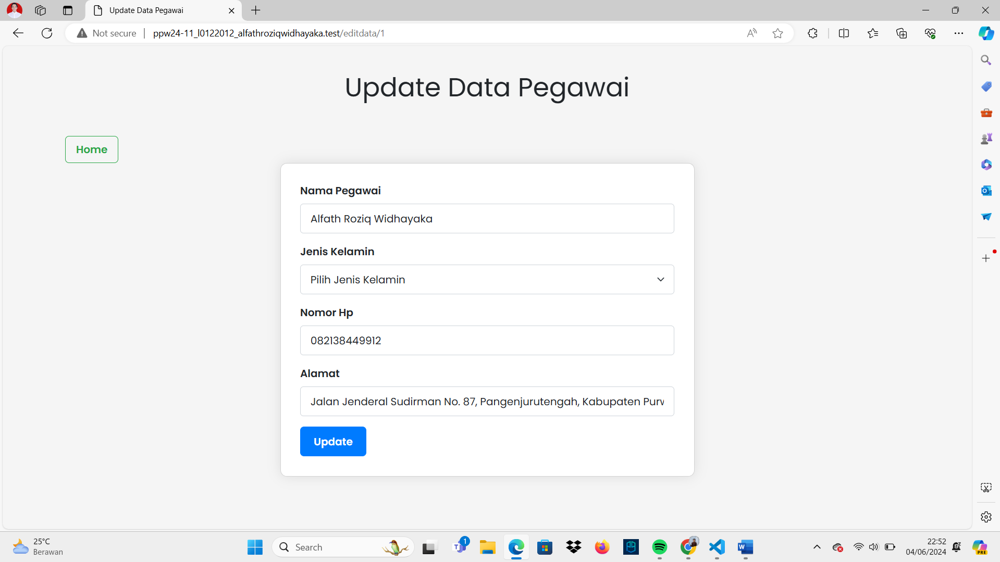 Update Data Pegawai
Not secure
ppw24-11_l0122012_alfathroziqwidhayaka.test/editdata/1
Update Data Pegawai
Home
Nama Pegawai
Alfath Roziq Widhayaka
Jenis Kelamin
Pilih Jenis Kelamin
Nomor Hp
082138449912
Alamat
Jalan Jenderal Sudirman No. 87, Pangenjurutengah, Kabupaten Purw
Update
25°C
Berawan
Search
1
22:52
04/06/2024
PRE